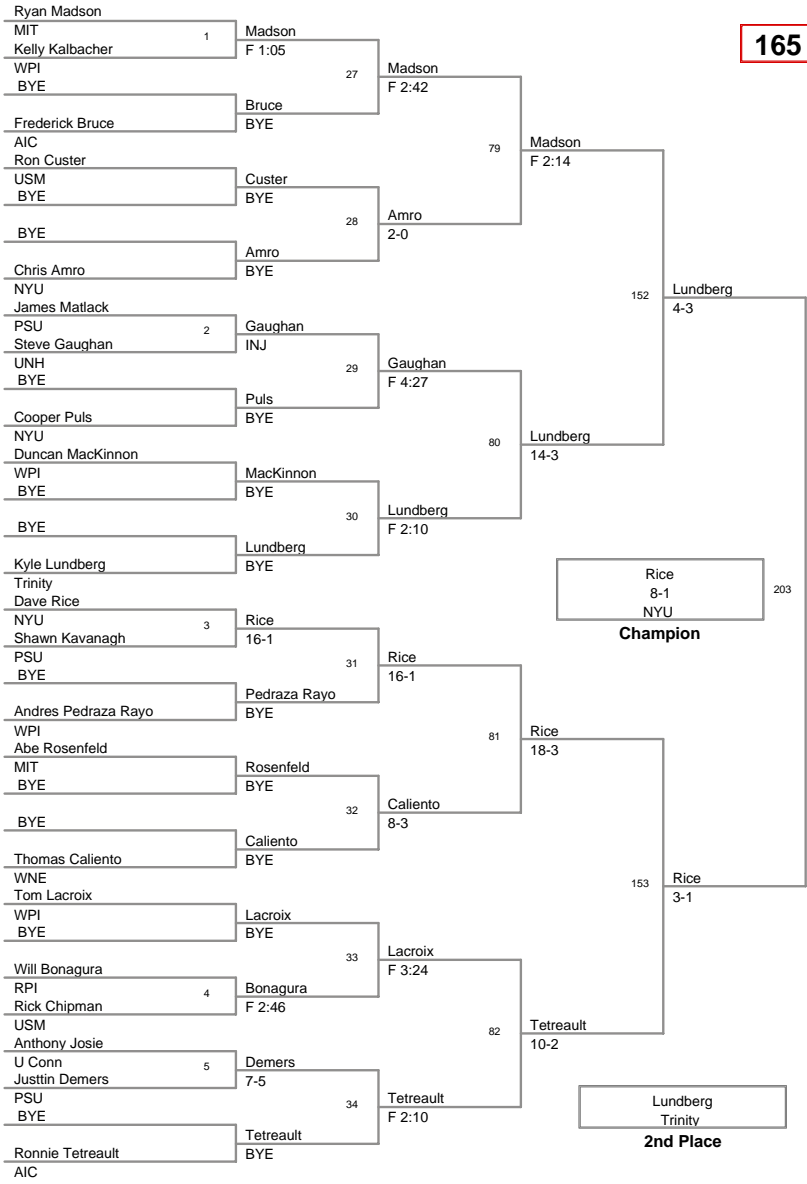 Ryan Madson
MIT
1
Kelly Kalbacher
WPI
BYE
Frederick Bruce
AIC
Ron Custer
USM
BYE
BYE
Chris Amro
NYU
James Matlack
PSU
2
Steve Gaughan
UNH
BYE
Cooper Puls
NYU
Duncan MacKinnon
WPI
BYE
BYE
Kyle Lundberg
Trinity
Dave Rice
NYU
3
Shawn Kavanagh
PSU
BYE
Andres Pedraza Rayo
WPI
Abe Rosenfeld
MIT
BYE
BYE
Thomas Caliento
WNE
Tom Lacroix
WPI
BYE
Will Bonagura
RPI
4
Rick Chipman
USM
Anthony Josie
U Conn
5
Justtin Demers
PSU
BYE
Ronnie Tetreault
AIC
Madson
F 1:05
27
Bruce
BYE
Custer
BYE
28
Amro
BYE
Gaughan
INJ
29
Puls
BYE
MacKinnon
BYE
30
Lundberg
BYE
Rice
16-1
31
Pedraza Rayo
BYE
Rosenfeld
BYE
32
Caliento
BYE
Lacroix
BYE
33
Bonagura
F 2:46
Demers
7-5
34
Tetreault
BYE
Madson
F 2:42
79
Amro
2-0
Gaughan
F 4:27
80
Lundberg
F 2:10
Rice
16-1
81
Caliento
8-3
Lacroix
F 3:24
82
Tetreault
F 2:10
Madson
F 2:14
152
Lundberg
14-3
Rice
18-3
153
Tetreault
10-2
165
Lundberg
4-3
Rice
3-1
Rice
8-1
NYU
203
Champion
Lundberg
Trinity
2nd Place